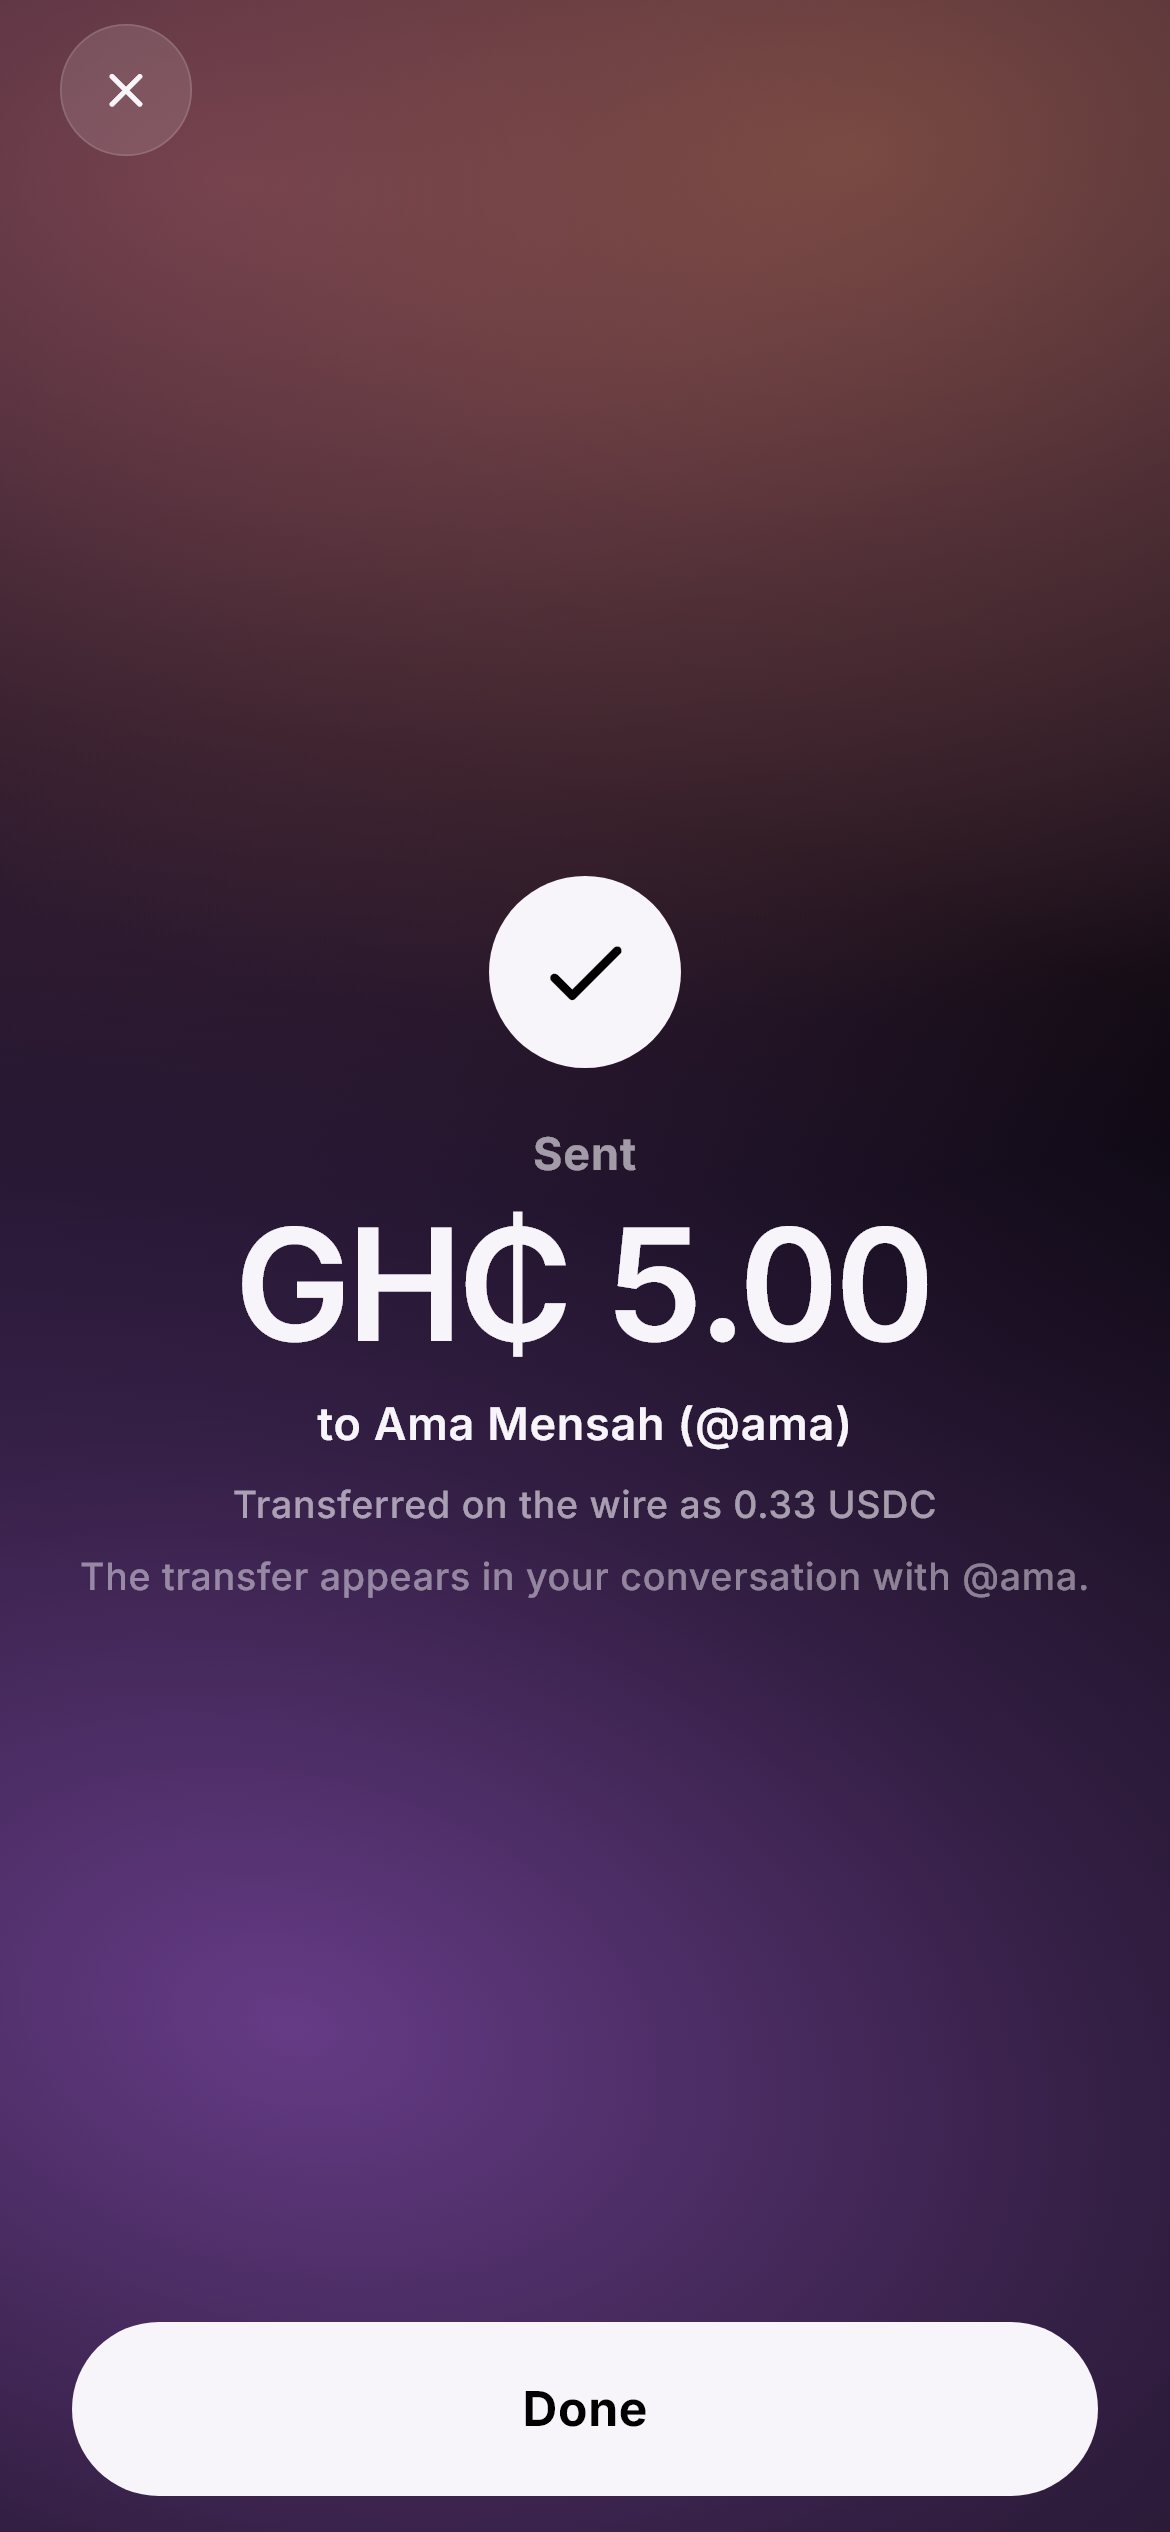 Sent
GH₵ 5.00
to Ama Mensah (@ama)
Transferred on the wire as 0.33 USDC
The transfer appears in your conversation with @ama.
Done